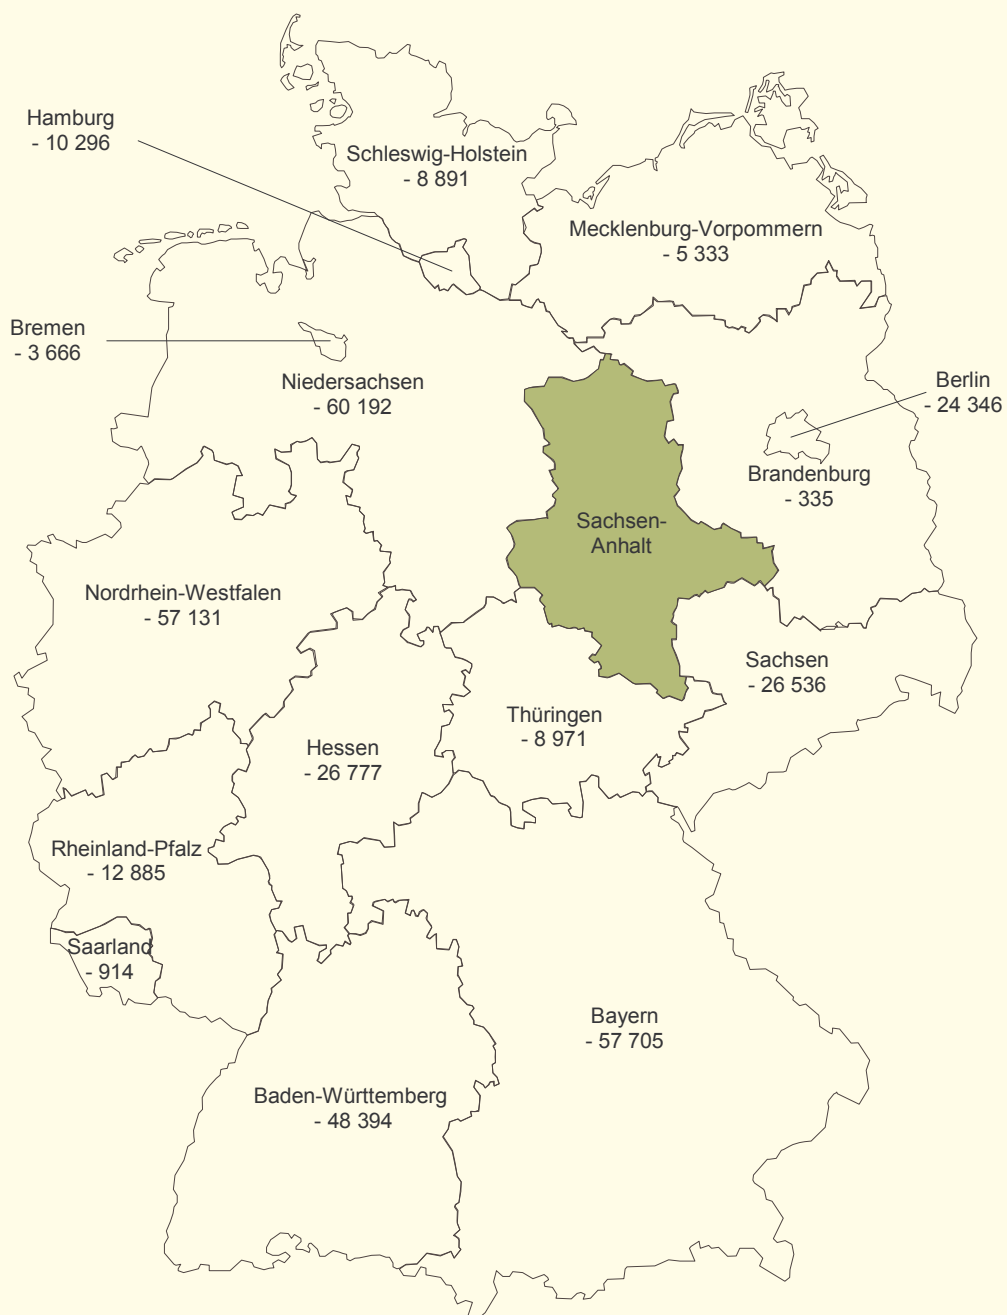 Hamburg
- 10 296
Schleswig-Holstein
- 8 891
Mecklenburg-Vorpommern
- 5 333
Bremen
- 3 666
Niedersachsen
- 60 192
Berlin
- 24 346
Brandenburg
- 335
Sachsen-
Anhalt
Nordrhein-Westfalen
- 57 131
Sachsen
- 26 536
Thüringen
- 8 971
Hessen
- 26 777
Rheinland-Pfalz
- 12 885
Saarland
- 914
Bayern
- 57 705
Baden-Württemberg
- 48 394